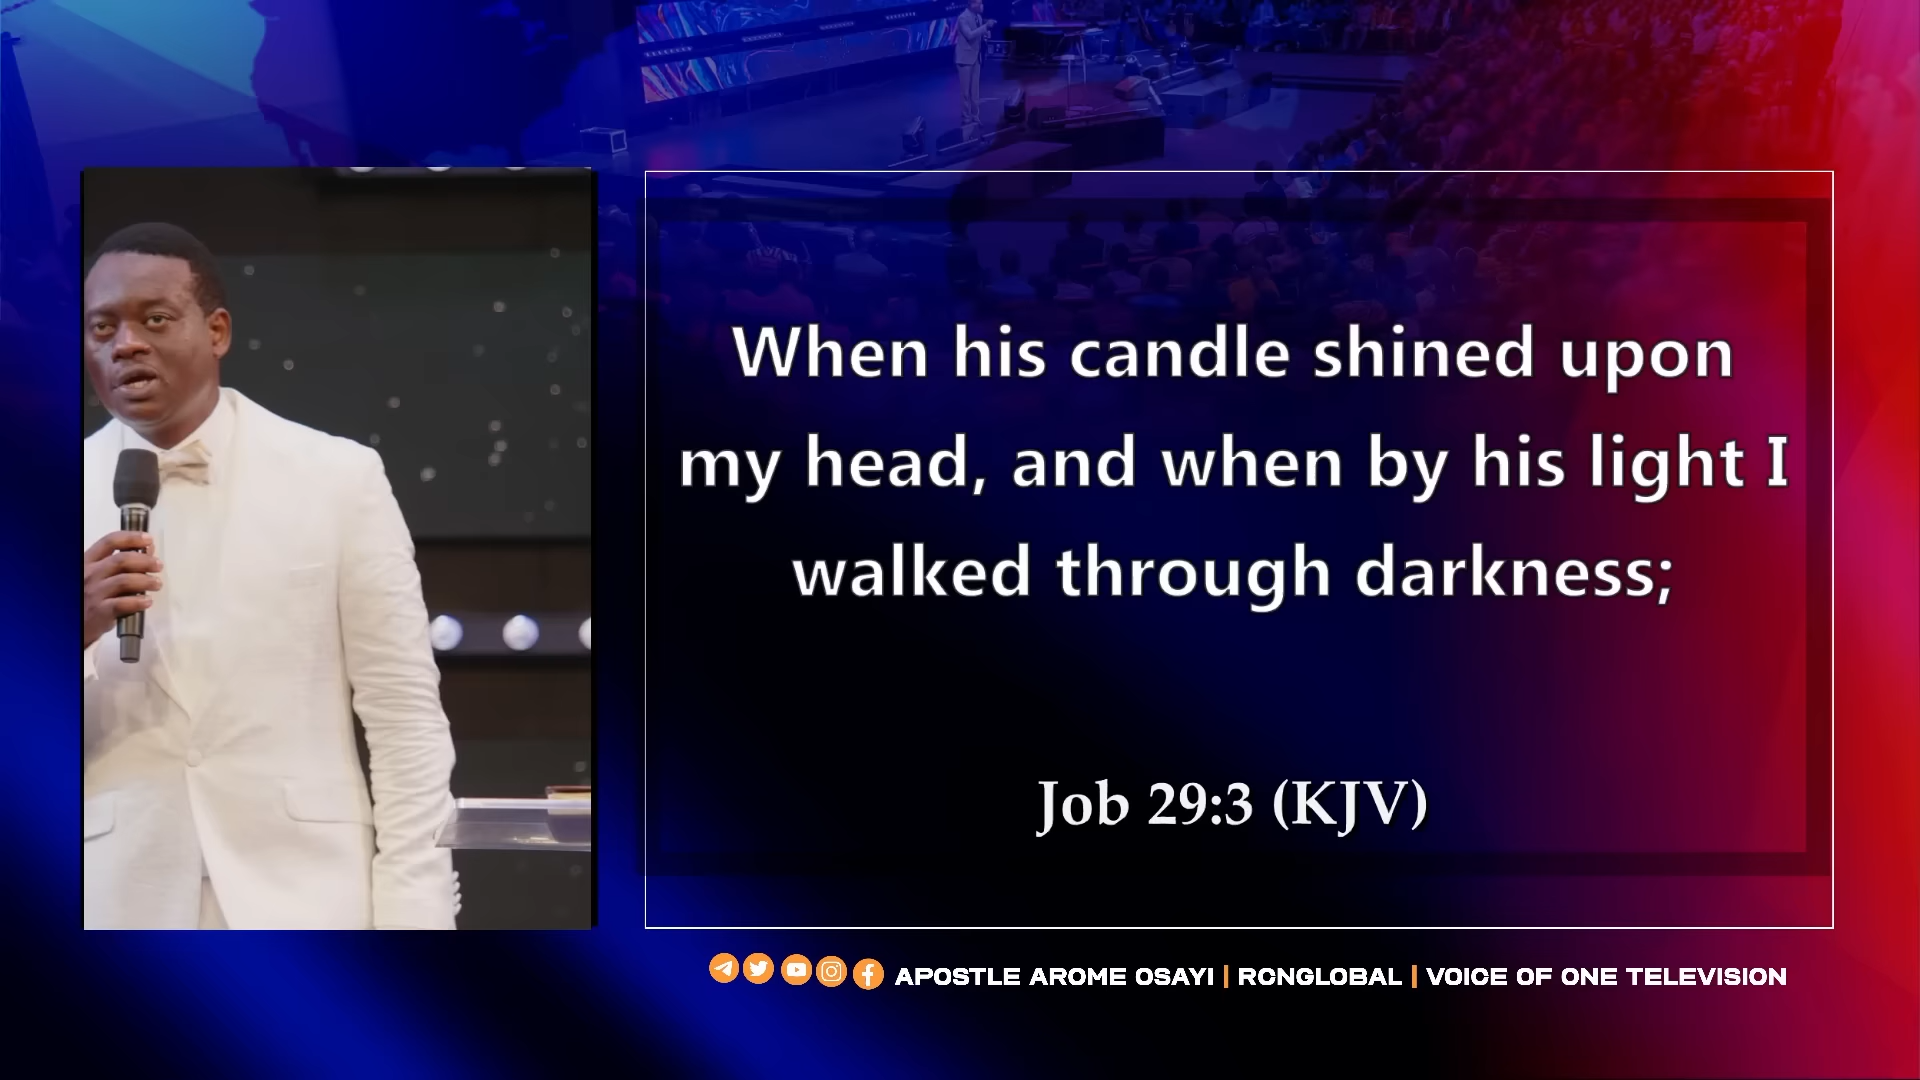 When his candle shined upon
my head, and when by his light I
walked through darkness;
Job 29:3 (KJV)
APOSTLE AROME OSAYI | RCNGLOBAL | VOICE OF ONE TELEVISION